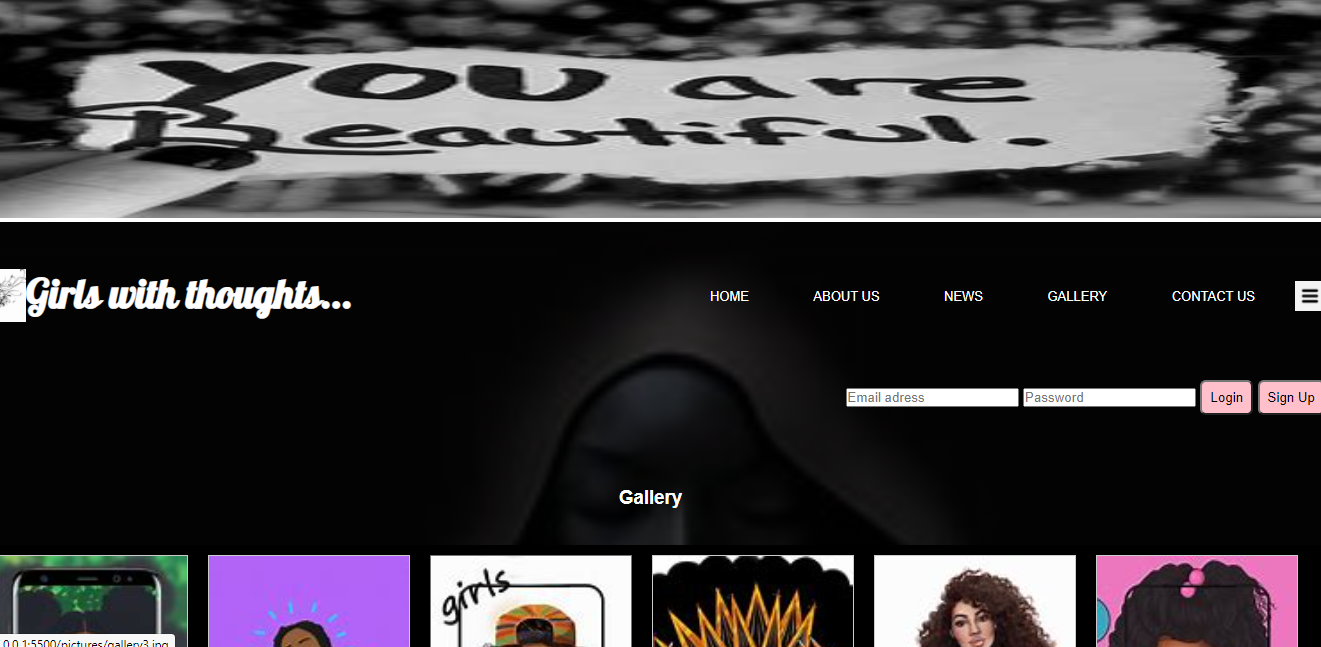 You are
Beautiful.
Girls with thoughts...
HOME ABOUT US NEWS GALLERY CONTACT US
Email adress Password Login Sign Up
Gallery
girls
0.0.1:5500/pictures/gallery3.jpg